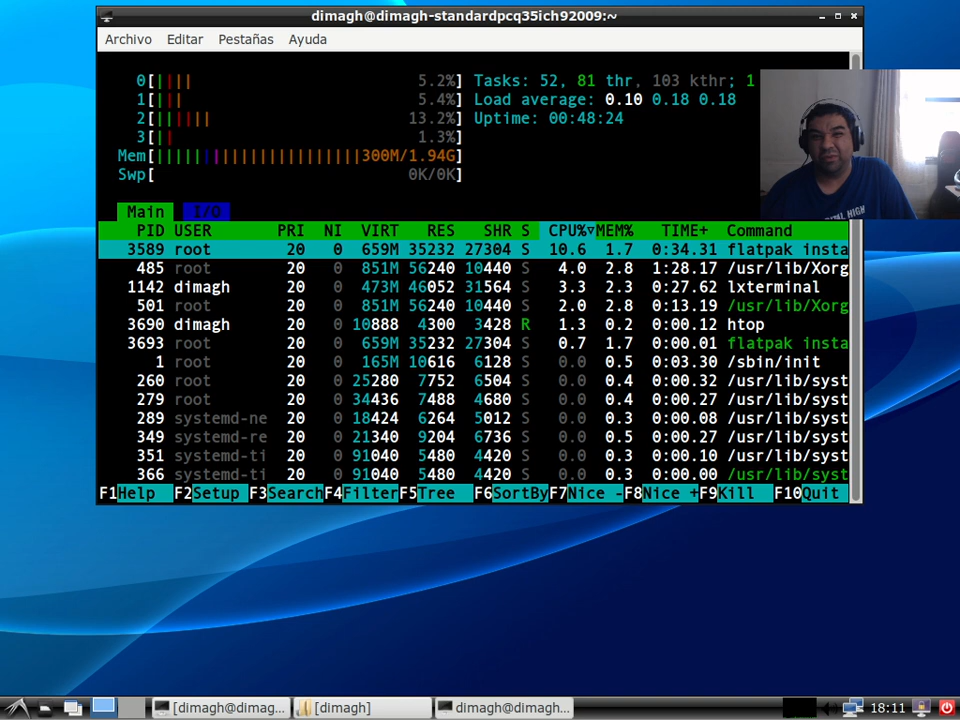 dimagh@dimagh-standardpcq35ich92009:~
Archivo Editar Pestañas Ayuda
0[|||| 5.2%] Tasks: 52, 81 thr, 103 kthr; 1
1[||| 5.4%] Load average: 0.10 0.18 0.18
2[|||||| 13.2%] Uptime: 00:48:24
3[|| 1.3%]
Mem[||||||||||||||||||||||300M/1.94G]
Swp[ 0K/0K]
Main I/O
PID USER PRI NI VIRT RES SHR S CPU%▽MEM% TIME+ Command
3589 root 20 0 659M 35232 27304 S 10.6 1.7 0:34.31 flatpak insta
485 root 20 0 851M 56240 10440 S 4.0 2.8 1:28.17 /usr/lib/Xorg
1142 dimagh 20 0 473M 46052 31564 S 3.3 2.3 0:27.62 lxterminal
501 root 20 0 851M 56240 10440 S 2.0 2.8 0:13.19 /usr/lib/Xorg
3690 dimagh 20 0 10888 4300 3428 R 1.3 0.2 0:00.12 htop
3693 root 20 0 659M 35232 27304 S 0.7 1.7 0:00.01 flatpak insta
1 root 20 0 165M 10616 6128 S 0.0 0.5 0:03.30 /sbin/init
260 root 20 0 25280 7752 6504 S 0.0 0.4 0:00.32 /usr/lib/syst
279 root 20 0 34436 7488 4680 S 0.0 0.4 0:00.27 /usr/lib/syst
289 systemd-ne 20 0 18424 6264 5012 S 0.0 0.3 0:00.08 /usr/lib/syst
349 systemd-re 20 0 21340 9204 6736 S 0.0 0.5 0:00.27 /usr/lib/syst
351 systemd-ti 20 0 91040 5480 4420 S 0.0 0.3 0:00.10 /usr/lib/syst
366 systemd-ti 20 0 91040 5480 4420 S 0.0 0.3 0:00.00 /usr/lib/syst
F1Help F2Setup F3SearchF4FilterF5Tree F6SortByF7Nice -F8Nice +F9Kill F10Quit
[dimagh@dimag... [dimagh] dimagh@dimagh... 18:11